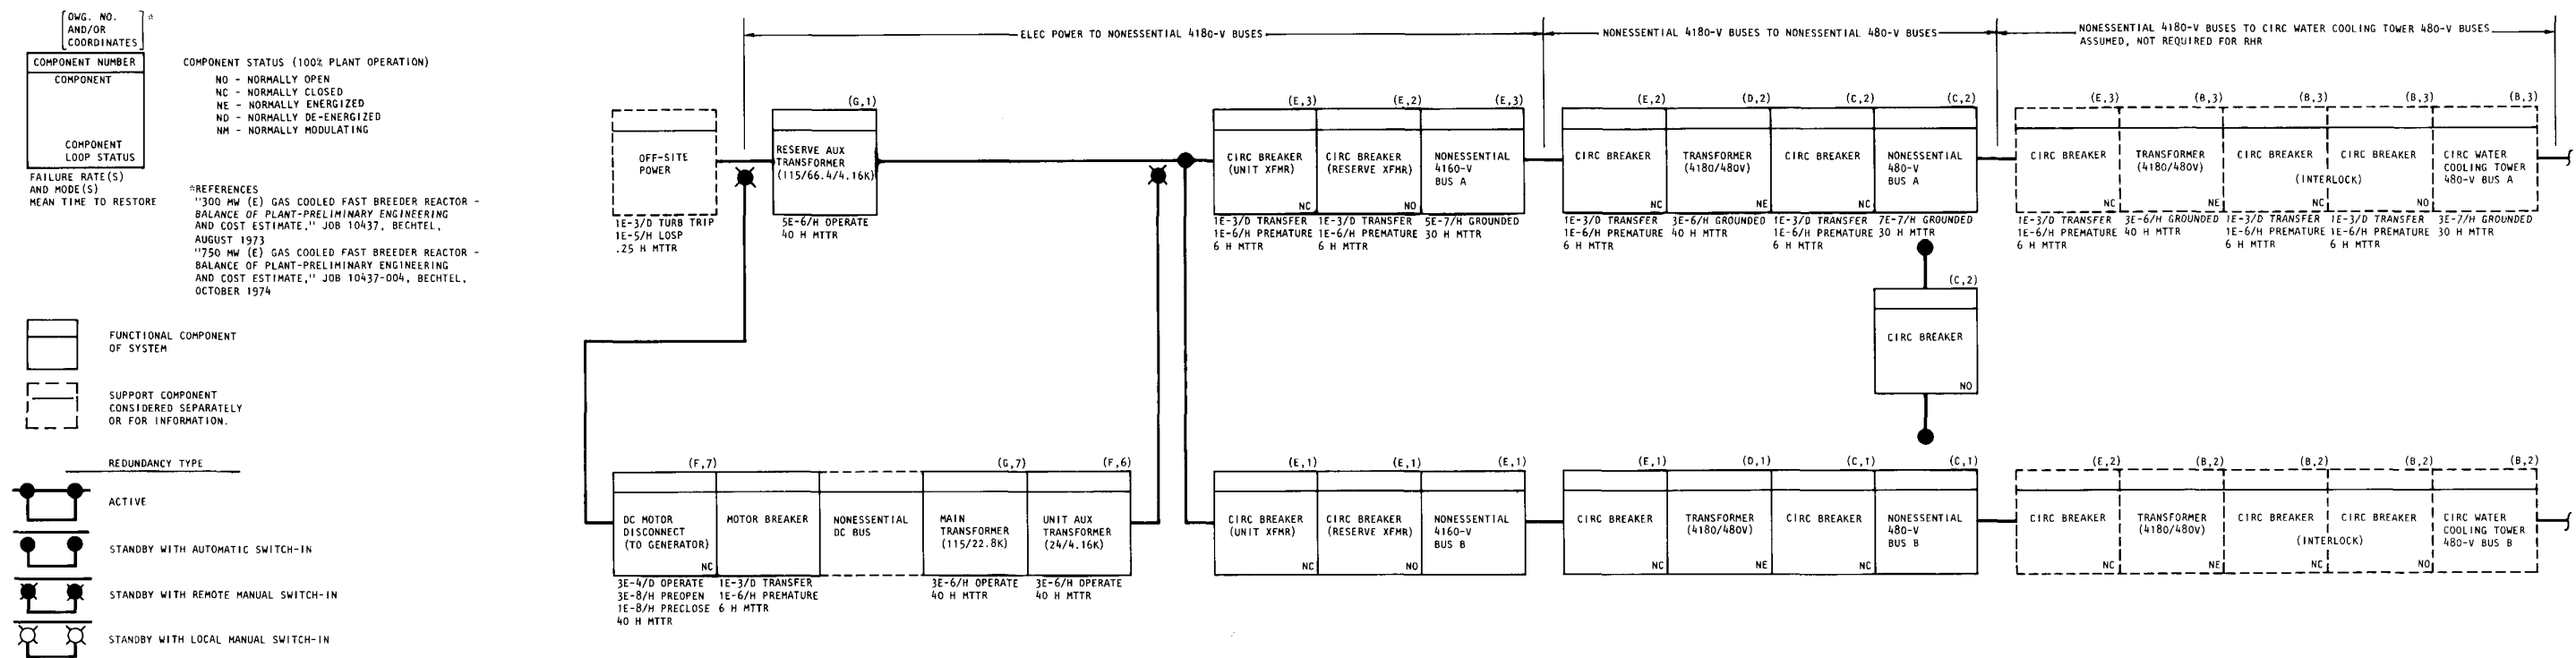 DWG. NO. *
AND/OR
COORDINATES
COMPONENT NUMBER
COMPONENT
COMPONENT
LOOP STATUS
FAILURE RATE(S)
AND MODE(S)
MEAN TIME TO RESTORE
COMPONENT STATUS (100% PLANT OPERATION)
NO - NORMALLY OPEN
NC - NORMALLY CLOSED
NE - NORMALLY ENERGIZED
ND - NORMALLY DE-ENERGIZED
NM - NORMALLY MODULATING
*REFERENCES
"300 MW (E) GAS COOLED FAST BREEDER REACTOR -
BALANCE OF PLANT-PRELIMINARY ENGINEERING
AND COST ESTIMATE," JOB 10437, BECHTEL,
AUGUST 1973
"750 MW (E) GAS COOLED FAST BREEDER REACTOR -
BALANCE OF PLANT-PRELIMINARY ENGINEERING
AND COST ESTIMATE," JOB 10437-004, BECHTEL,
OCTOBER 1974
FUNCTIONAL COMPONENT
OF SYSTEM
SUPPORT COMPONENT
CONSIDERED SEPARATELY
OR FOR INFORMATION.
REDUNDANCY TYPE
ACTIVE
STANDBY WITH AUTOMATIC SWITCH-IN
STANDBY WITH REMOTE MANUAL SWITCH-IN
STANDBY WITH LOCAL MANUAL SWITCH-IN
ELEC POWER TO NONESSENTIAL 4180-V BUSES
NONESSENTIAL 4180-V BUSES TO NONESSENTIAL 480-V BUSES
NONESSENTIAL 4180-V BUSES TO CIRC WATER COOLING TOWER 480-V BUSES
ASSUMED, NOT REQUIRED FOR RHR
OFF-SITE
POWER
1E-3/D TURB TRIP
1E-5/H LOSP
.25 H MTTR
(G,1)
RESERVE AUX
TRANSFORMER
(115/66.4/4.16K)
5E-6/H OPERATE
40 H MTTR
(E,3)
CIRC BREAKER
(UNIT XFMR)
NC
1E-3/D TRANSFER
1E-6/H PREMATURE
6 H MTTR
(E,2)
CIRC BREAKER
(RESERVE XFMR)
NO
1E-3/D TRANSFER
1E-6/H PREMATURE
6 H MTTR
(E,3)
NONESSENTIAL
4160-V
BUS A
5E-7/H GROUNDED
30 H MTTR
(E,2)
CIRC BREAKER
NC
1E-3/D TRANSFER
1E-6/H PREMATURE
6 H MTTR
(D,2)
TRANSFORMER
(4180/480V)
NE
3E-6/H GROUNDED
40 H MTTR
(C,2)
CIRC BREAKER
NC
1E-3/D TRANSFER
1E-6/H PREMATURE
6 H MTTR
(C,2)
NONESSENTIAL
480-V
BUS A
7E-7/H GROUNDED
30 H MTTR
(E,3)
CIRC BREAKER
NC
1E-3/D TRANSFER
1E-6/H PREMATURE
6 H MTTR
(B,3)
TRANSFORMER
(4180/480V)
NE
3E-6/H GROUNDED
40 H MTTR
(B,3)
CIRC BREAKER
NC
1E-3/D TRANSFER
1E-6/H PREMATURE
6 H MTTR
(B,3)
CIRC BREAKER
(INTERLOCK)
NO
1E-3/D TRANSFER
1E-6/H PREMATURE
6 H MTTR
(B,3)
CIRC WATER
COOLING TOWER
480-V BUS A
3E-7/H GROUNDED
30 H MTTR
(C,2)
CIRC BREAKER
NO
(F,7)
DC MOTOR
DISCONNECT
(TO GENERATOR)
NC
3E-4/D OPERATE
3E-8/H PREOPEN
1E-8/H PRECLOSE
40 H MTTR
MOTOR BREAKER
1E-3/D TRANSFER
1E-6/H PREMATURE
6 H MTTR
NONESSENTIAL
DC BUS
(G,7)
MAIN
TRANSFORMER
(115/22.8K)
3E-6/H OPERATE
40 H MTTR
(F,6)
UNIT AUX
TRANSFORMER
(24/4.16K)
3E-6/H OPERATE
40 H MTTR
(E,1)
CIRC BREAKER
(UNIT XFMR)
NC
(E,1)
CIRC BREAKER
(RESERVE XFMR)
NO
(E,1)
NONESSENTIAL
4160-V
BUS B
(E,1)
CIRC BREAKER
NC
(D,1)
TRANSFORMER
(4180/480V)
NE
(C,1)
CIRC BREAKER
NC
(C,1)
NONESSENTIAL
480-V
BUS B
(E,2)
CIRC BREAKER
NC
(B,2)
TRANSFORMER
(4180/480V)
NE
(B,2)
CIRC BREAKER
NC
(B,2)
CIRC BREAKER
(INTERLOCK)
NO
(B,2)
CIRC WATER
COOLING TOWER
480-V BUS B